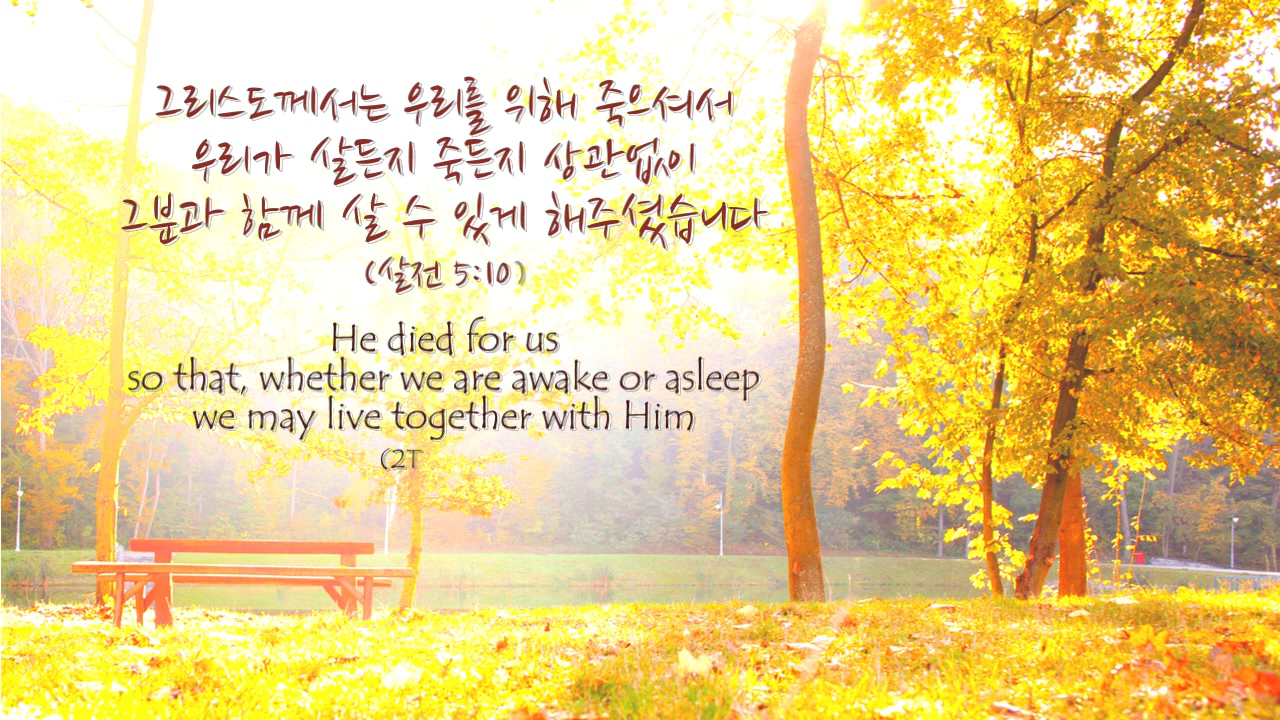 그리스도께서는 우리를 위해 죽으셔서
우리가 살든지 죽든지 상관없이
그분과 함께 살 수 있게 해주셨습니다
(살전 5:10)
He died for us
so that, whether we are awake or asleep
we may live together with Him
(2T